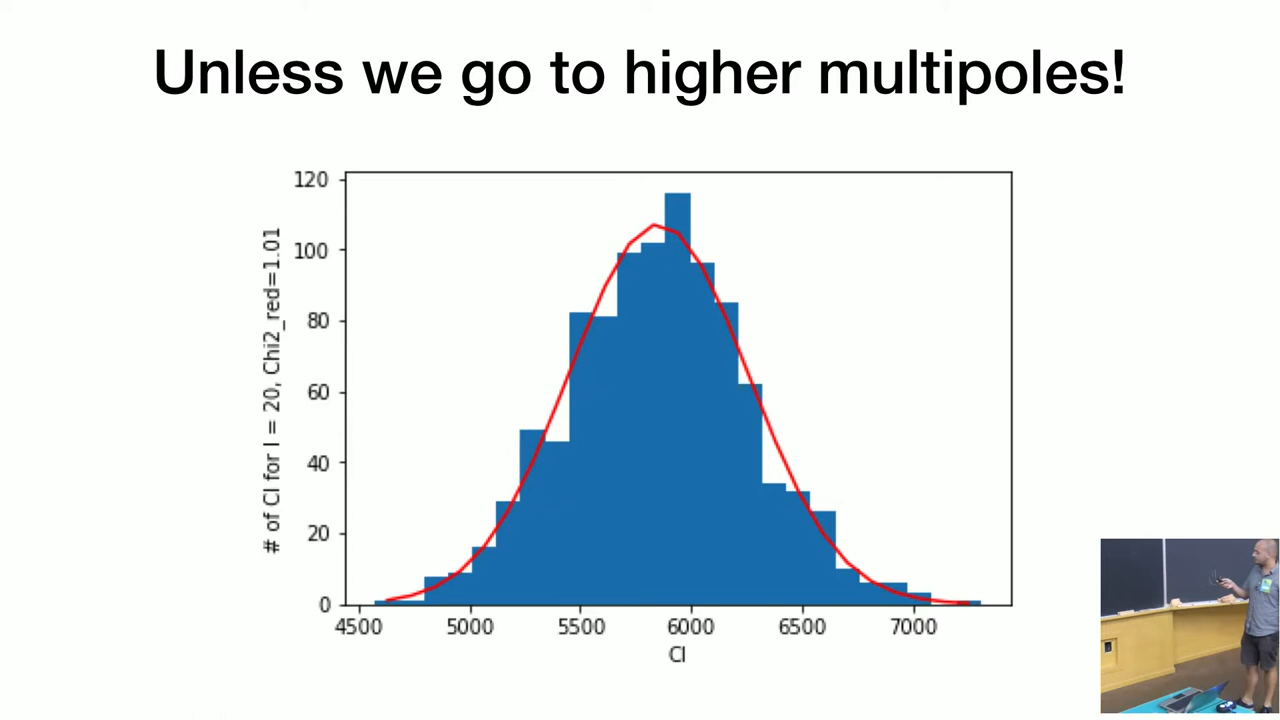 Unless we go to higher multipoles!
# of Cl for l = 20, Chi2_red=1.01
120
100
80
60
40
20
0
4500 5000 5500 6000 6500 7000
Cl